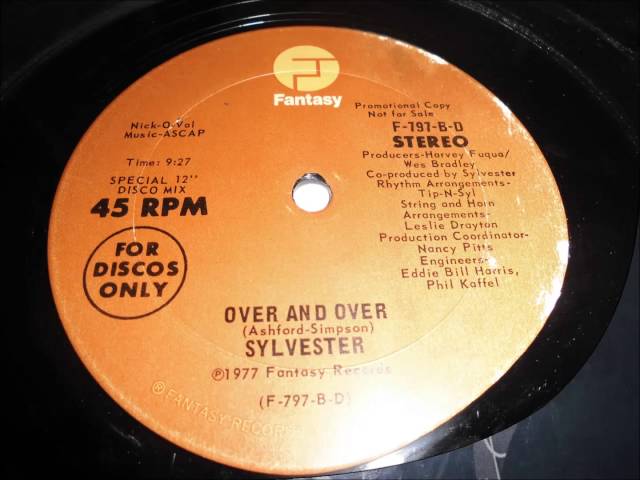 Fantasy
Nick-O-Val
Music-ASCAP
Time: 9:27
SPECIAL 12"
DISCO MIX
45 RPM
FOR
DISCOS
ONLY
Promotional Copy
Not for Sale
F-797-B-D
STEREO
Producers-Harvey Fuqua/
Wes Bradley
Co-produced by Sylvester
Rhythm Arrangements-
Tip-N-Syl
String and Horn
Arrangements-
Leslie Drayton
Production Coordinator-
Nancy Pitts
Engineers-
Eddie Bill Harris,
Phil Kaffel
OVER AND OVER
(Ashford-Simpson)
SYLVESTER
℗1977 Fantasy Records
(F-797-B-D)
® FANTASY RECORDS